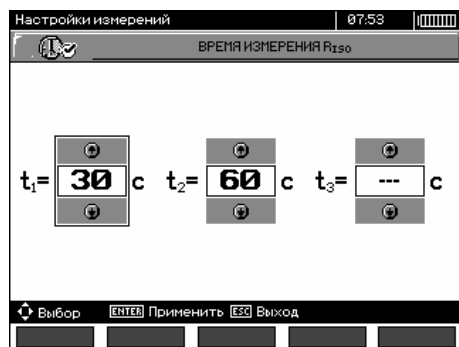 Настройки измерений 07:53
ВРЕМЯ ИЗМЕРЕНИЯ RISO
t1= 30 с t2= 60 с t3= --- с
Выбор ENTER Применить ESC Выход